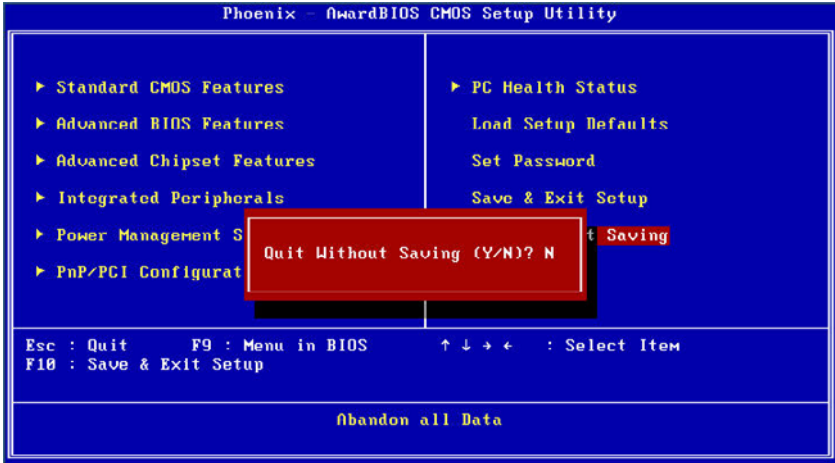 Phoenix - AwardBIOS CMOS Setup Utility
▶ Standard CMOS Features
▶ Advanced BIOS Features
▶ Advanced Chipset Features
▶ Integrated Peripherals
▶ Power Management S
▶ PnP/PCI Configurat
▶ PC Health Status
Load Setup Defaults
Set Password
Save & Exit Setup
t Saving
Quit Without Saving (Y/N)? N
Esc : Quit F9 : Menu in BIOS ↑ ↓ → ← : Select Item
F10 : Save & Exit Setup
Abandon all Data